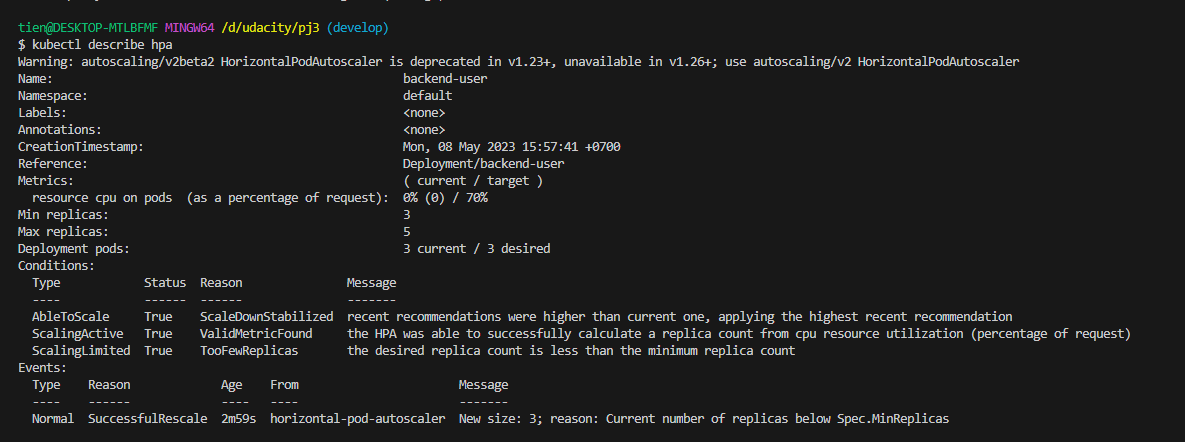 tien@DESKTOP-MTLBFMF MINGW64 /d/udacity/pj3 (develop)
$ kubectl describe hpa
Warning: autoscaling/v2beta2 HorizontalPodAutoscaler is deprecated in v1.23+, unavailable in v1.26+; use autoscaling/v2 HorizontalPodAutoscaler
Name: backend-user
Namespace: default
Labels: <none>
Annotations: <none>
CreationTimestamp: Mon, 08 May 2023 15:57:41 +0700
Reference: Deployment/backend-user
Metrics: ( current / target )
resource cpu on pods (as a percentage of request): 0% (0) / 70%
Min replicas: 3
Max replicas: 5
Deployment pods: 3 current / 3 desired
Conditions:
Type Status Reason Message
---- ------ ------ -------
AbleToScale True ScaleDownStabilized recent recommendations were higher than current one, applying the highest recent recommendation
ScalingActive True ValidMetricFound the HPA was able to successfully calculate a replica count from cpu resource utilization (percentage of request)
ScalingLimited True TooFewReplicas the desired replica count is less than the minimum replica count
Events:
Type Reason Age From Message
---- ------ ---- ---- -------
Normal SuccessfulRescale 2m59s horizontal-pod-autoscaler New size: 3; reason: Current number of replicas below Spec.MinReplicas